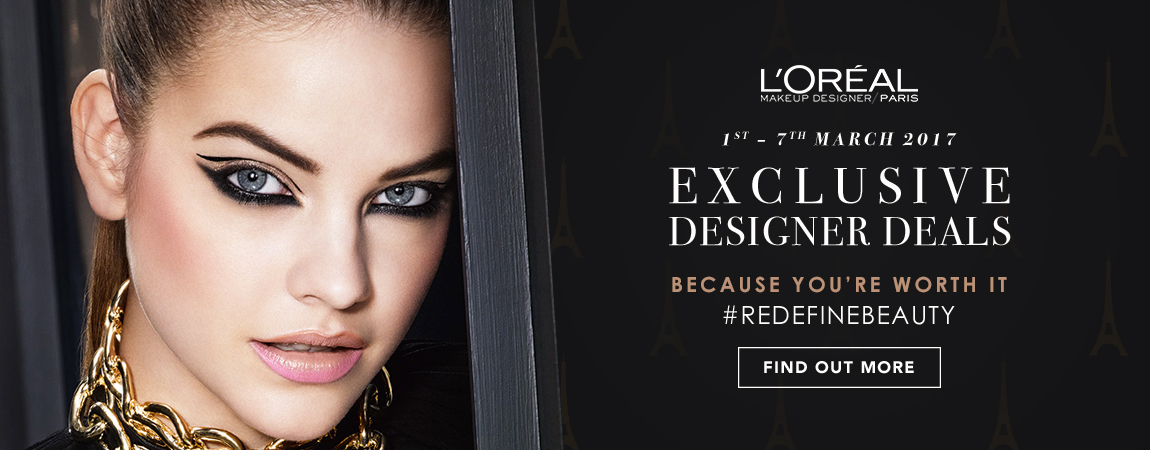 L'ORÉAL
MAKEUP DESIGNER/PARIS
1ST – 7TH MARCH 2017
EXCLUSIVE
DESIGNER DEALS
BECAUSE YOU'RE WORTH IT
#REDEFINEBEAUTY
FIND OUT MORE